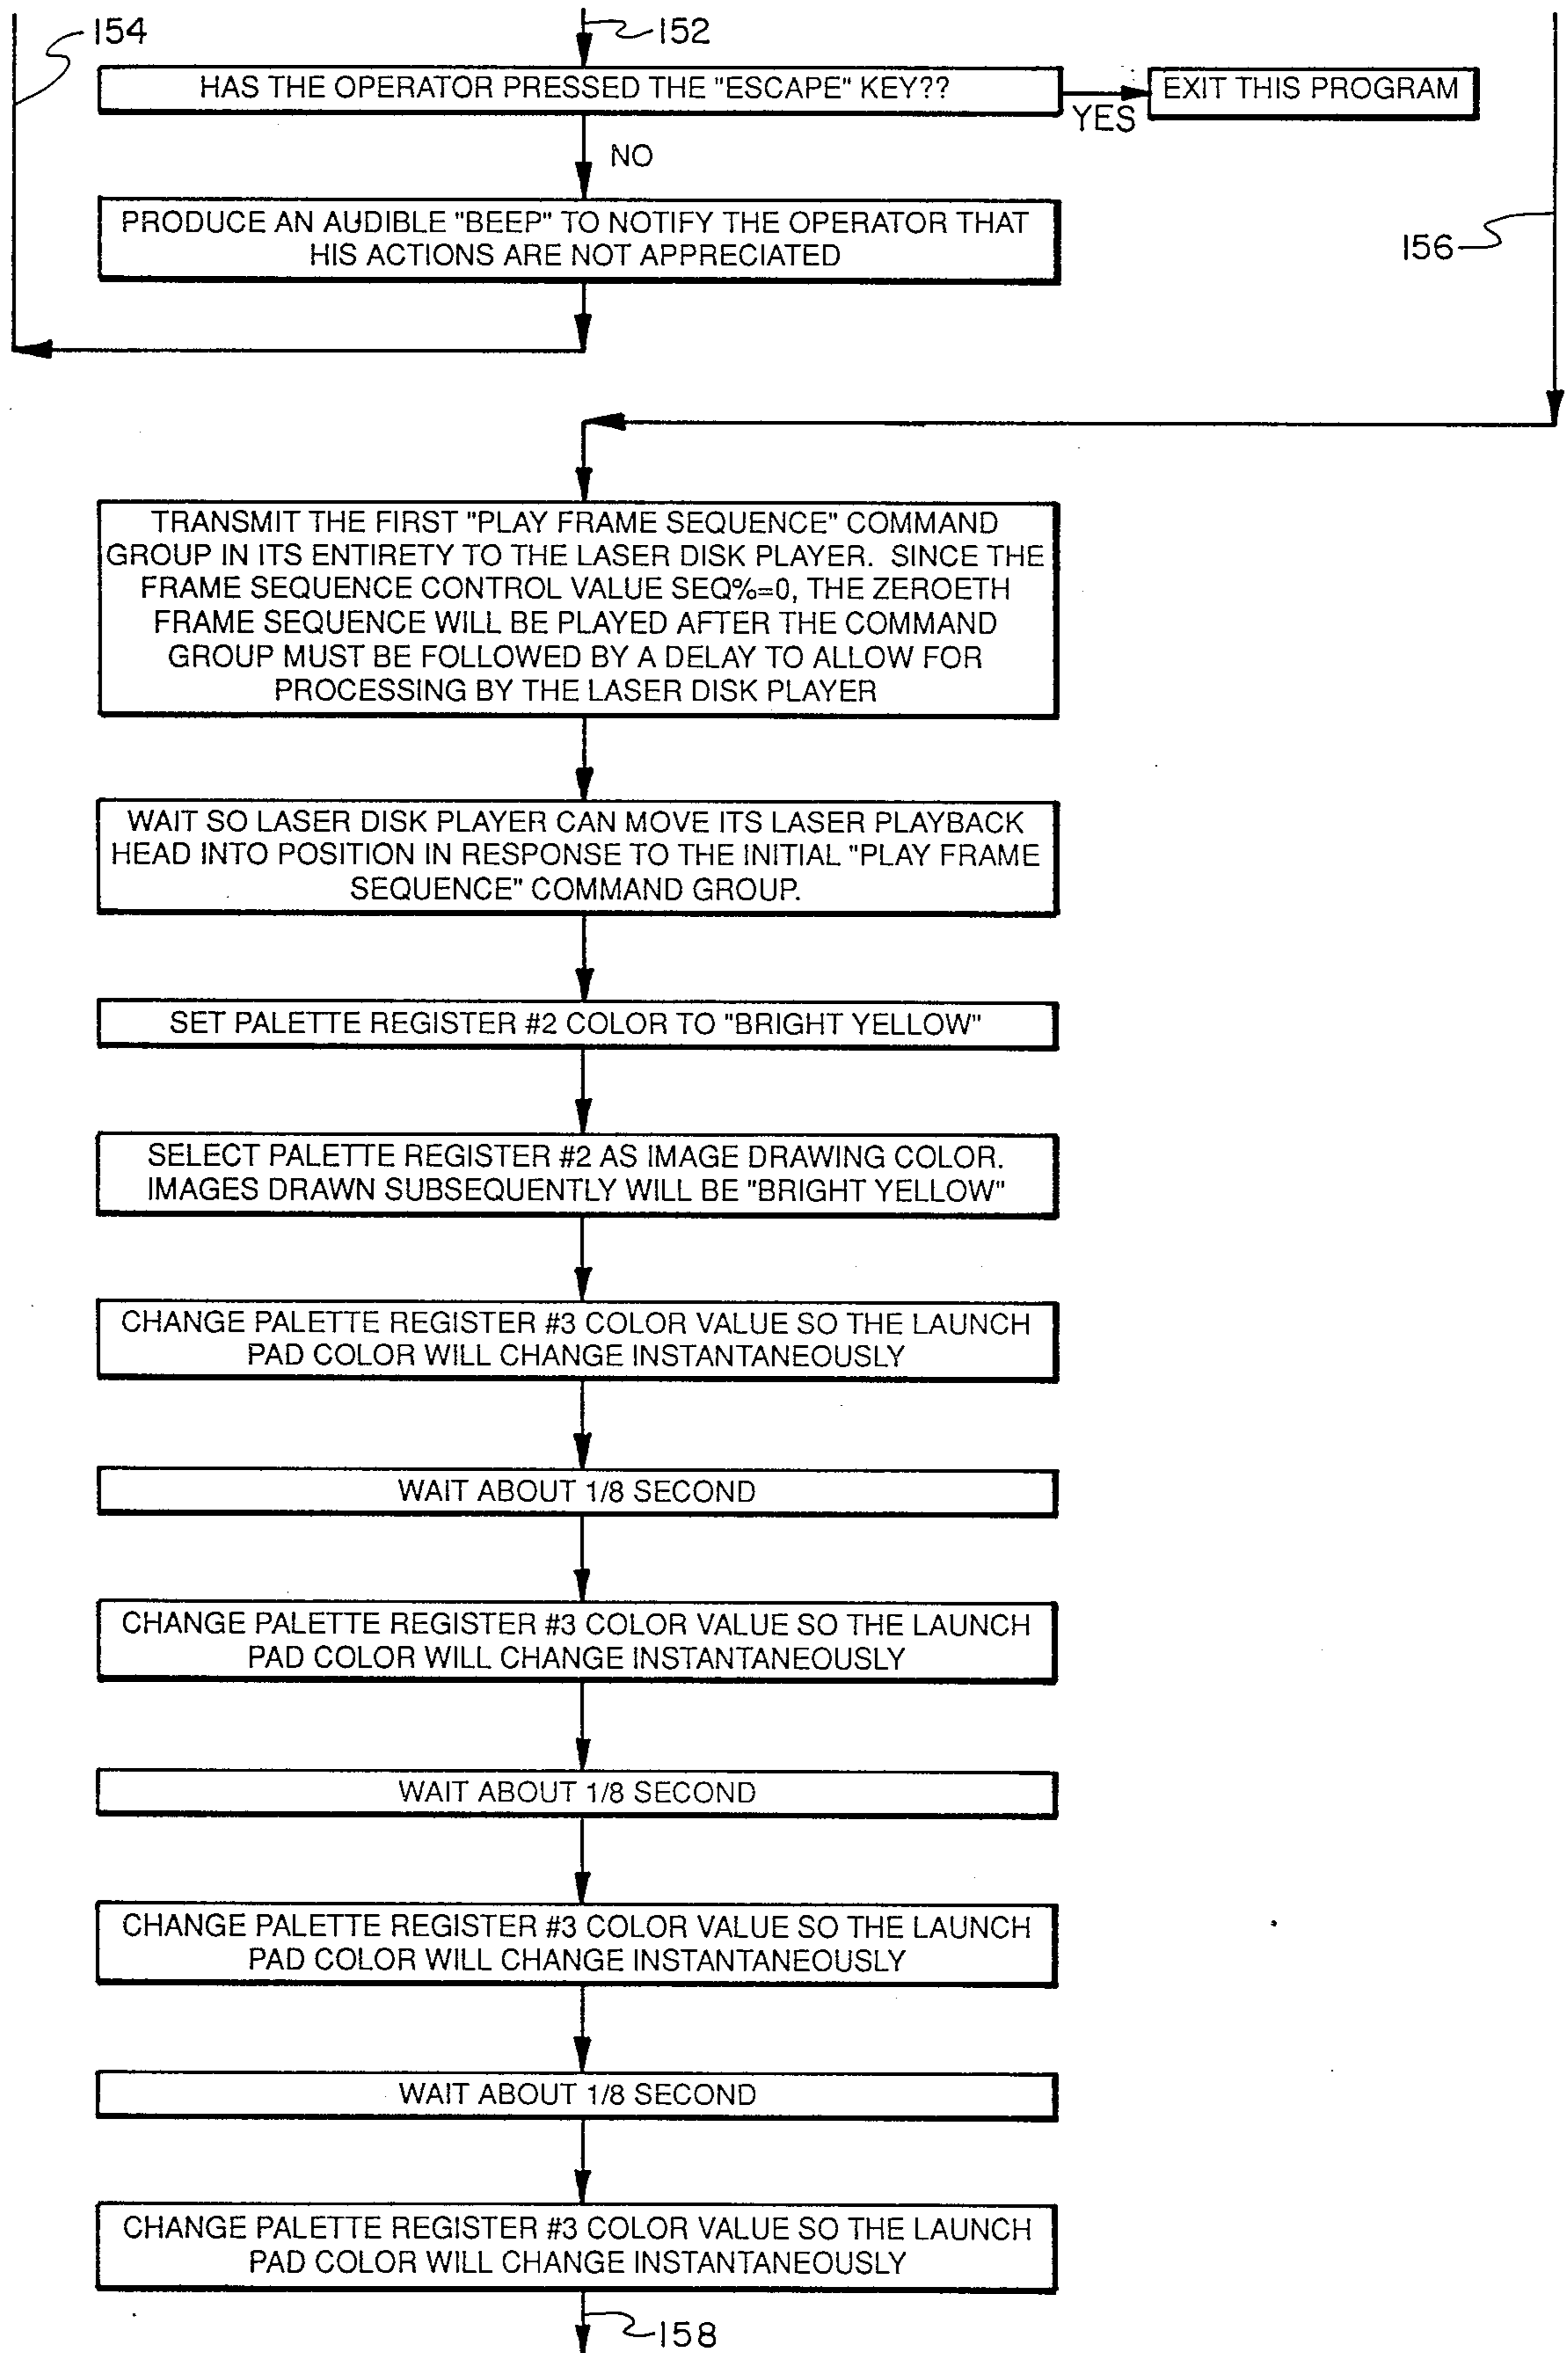 154
152
HAS THE OPERATOR PRESSED THE "ESCAPE" KEY??
EXIT THIS PROGRAM
YES
NO
PRODUCE AN AUDIBLE "BEEP" TO NOTIFY THE OPERATOR THAT
HIS ACTIONS ARE NOT APPRECIATED
156
TRANSMIT THE FIRST "PLAY FRAME SEQUENCE" COMMAND
GROUP IN ITS ENTIRETY TO THE LASER DISK PLAYER. SINCE THE
FRAME SEQUENCE CONTROL VALUE SEQ%=0, THE ZEROETH
FRAME SEQUENCE WILL BE PLAYED AFTER THE COMMAND
GROUP MUST BE FOLLOWED BY A DELAY TO ALLOW FOR
PROCESSING BY THE LASER DISK PLAYER
WAIT SO LASER DISK PLAYER CAN MOVE ITS LASER PLAYBACK
HEAD INTO POSITION IN RESPONSE TO THE INITIAL "PLAY FRAME
SEQUENCE" COMMAND GROUP.
SET PALETTE REGISTER #2 COLOR TO "BRIGHT YELLOW"
SELECT PALETTE REGISTER #2 AS IMAGE DRAWING COLOR.
IMAGES DRAWN SUBSEQUENTLY WILL BE "BRIGHT YELLOW"
CHANGE PALETTE REGISTER #3 COLOR VALUE SO THE LAUNCH
PAD COLOR WILL CHANGE INSTANTANEOUSLY
WAIT ABOUT 1/8 SECOND
CHANGE PALETTE REGISTER #3 COLOR VALUE SO THE LAUNCH
PAD COLOR WILL CHANGE INSTANTANEOUSLY
WAIT ABOUT 1/8 SECOND
CHANGE PALETTE REGISTER #3 COLOR VALUE SO THE LAUNCH
PAD COLOR WILL CHANGE INSTANTANEOUSLY
WAIT ABOUT 1/8 SECOND
CHANGE PALETTE REGISTER #3 COLOR VALUE SO THE LAUNCH
PAD COLOR WILL CHANGE INSTANTANEOUSLY
158